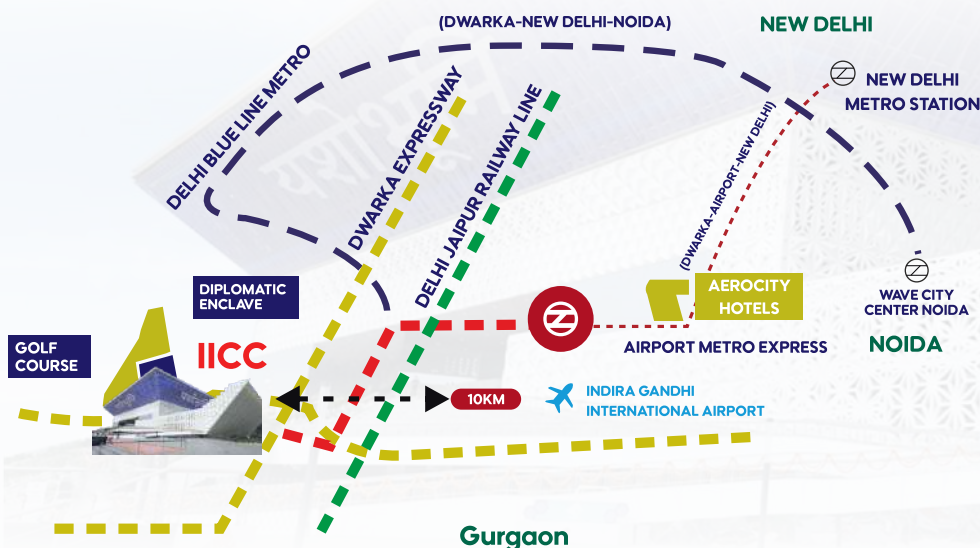 (DWARKA-NEW DELHI-NOIDA)
NEW DELHI
NEW DELHI
METRO STATION
DELHI BLUE LINE METRO
DWARKA EXPRESSWAY
DELHI JAIPUR RAILWAY LINE
(DWARKA-AIRPORT-NEW DELHI)
DIPLOMATIC
ENCLAVE
AEROCITY
HOTELS
WAVE CITY
CENTER NOIDA
GOLF
COURSE
IICC
AIRPORT METRO EXPRESS
NOIDA
10KM
INDIRA GANDHI
INTERNATIONAL AIRPORT
Gurgaon